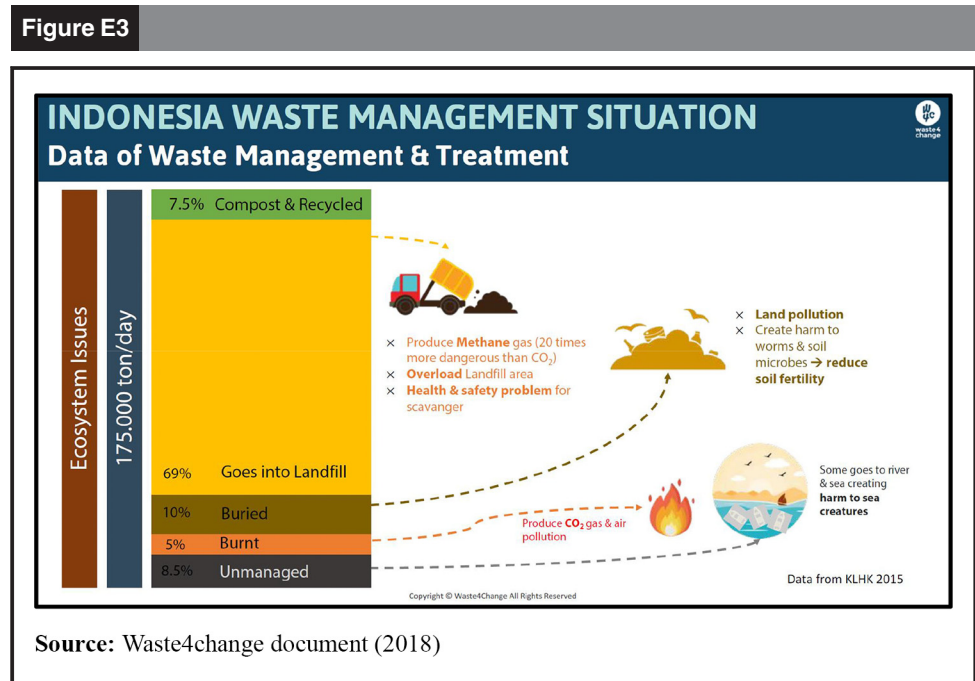 Figure E3
INDONESIA WASTE MANAGEMENT SITUATION
Data of Waste Management & Treatment
waste4
change
Ecosystem Issues
175.000 ton/day
7.5% Compost & Recycled
69% Goes into Landfill
10% Buried
5% Burnt
8.5% Unmanaged
× Produce Methane gas (20 times
more dangerous than CO₂)
× Overload Landfill area
× Health & safety problem for
scavanger
× Land pollution
× Create harm to
worms & soil
microbes → reduce
soil fertility
Produce CO₂ gas & air
pollution
Some goes to river
& sea creating
harm to sea
creatures
Data from KLHK 2015
Copyright © Waste4Change All Rights Reserved
Source: Waste4change document (2018)